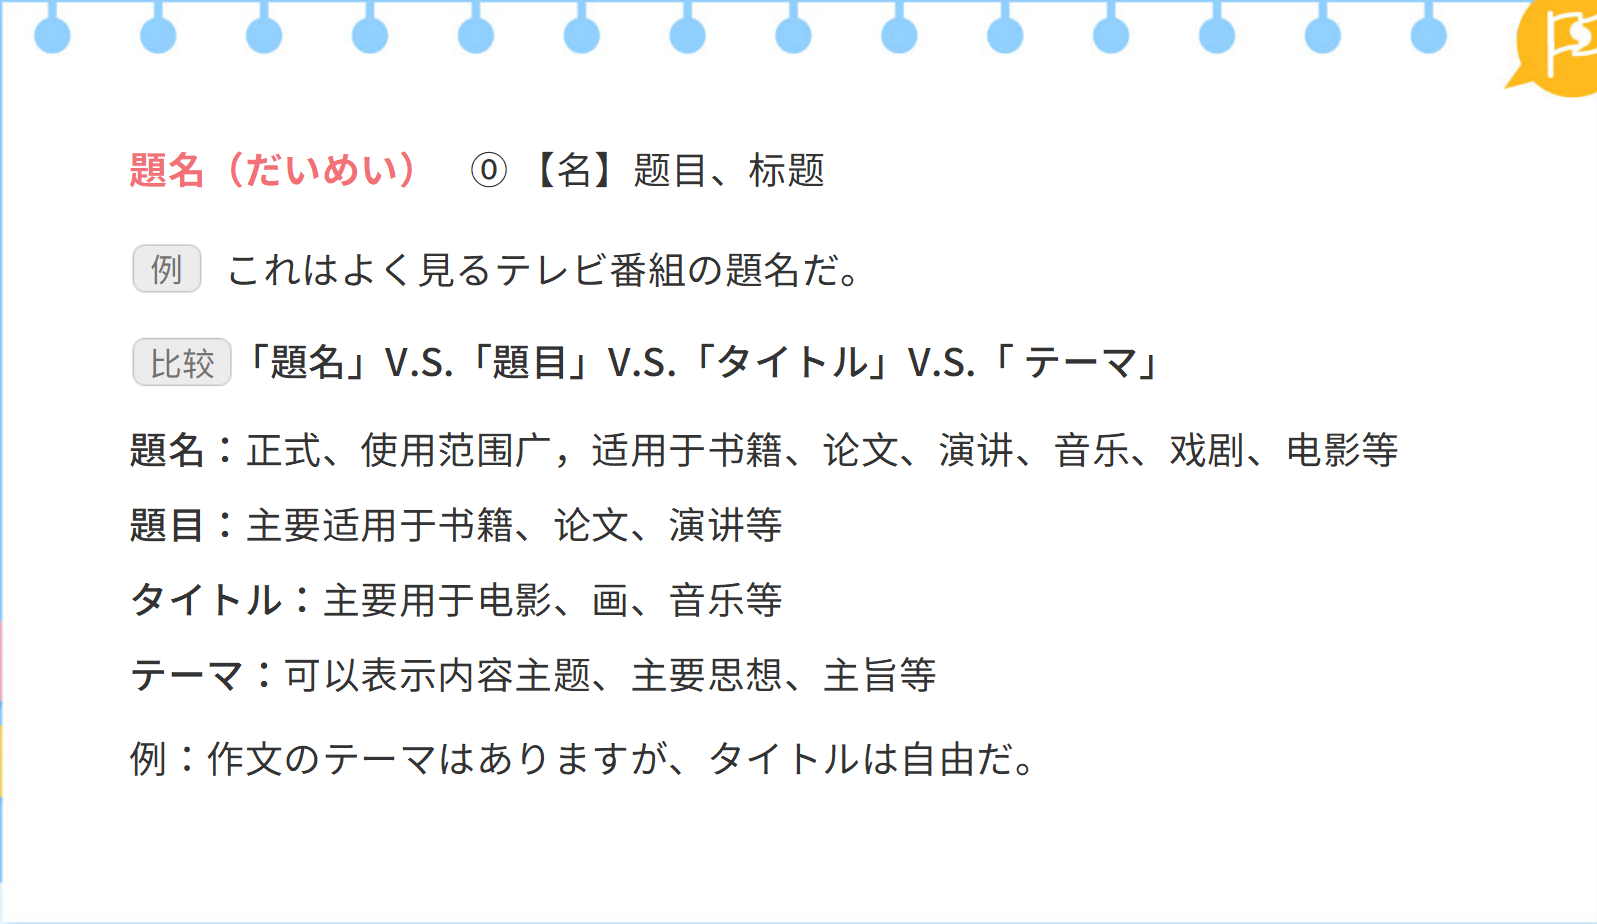 題名（だいめい） ⓪ 【名】题目、标题
例 これはよく見るテレビ番組の題名だ。
比较 「題名」V.S.「題目」V.S.「タイトル」V.S.「 テーマ」
題名：正式、使用范围广，适用于书籍、论文、演讲、音乐、戏剧、电影等
題目：主要适用于书籍、论文、演讲等
タイトル：主要用于电影、画、音乐等
テーマ：可以表示内容主题、主要思想、主旨等
例：作文のテーマはありますが、タイトルは自由だ。